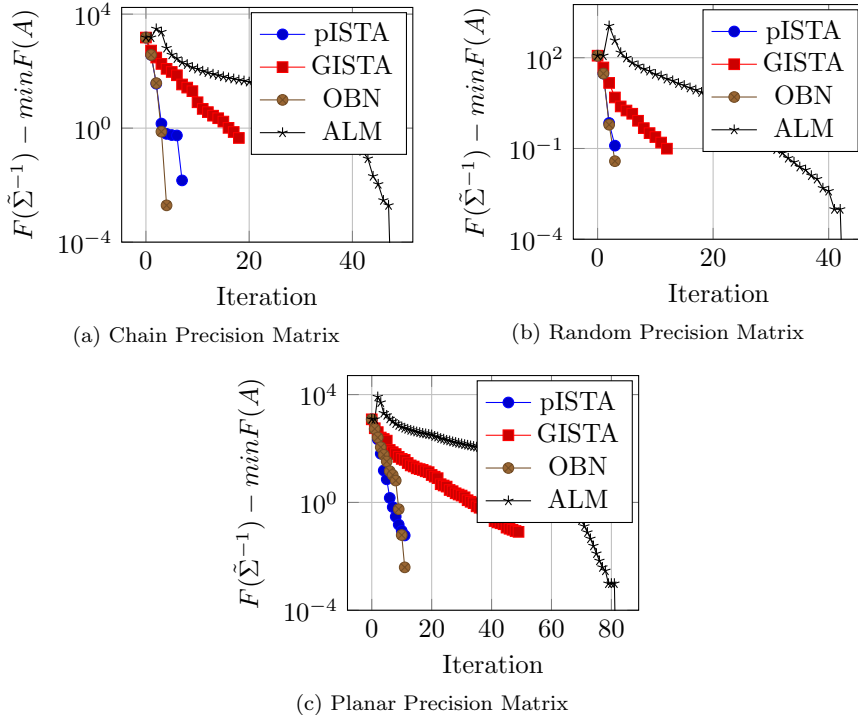 10^4
10^0
10^−4
F(Σ̃^−1) − minF(A)
pISTA
GISTA
OBN
ALM
0
20
40
Iteration
(a) Chain Precision Matrix
10^2
10^−1
10^−4
F(Σ̃^−1) − minF(A)
pISTA
GISTA
OBN
ALM
0
20
40
Iteration
(b) Random Precision Matrix
10^4
10^0
10^−4
F(Σ̃^−1) − minF(A)
pISTA
GISTA
OBN
ALM
0
20
40
60
80
Iteration
(c) Planar Precision Matrix